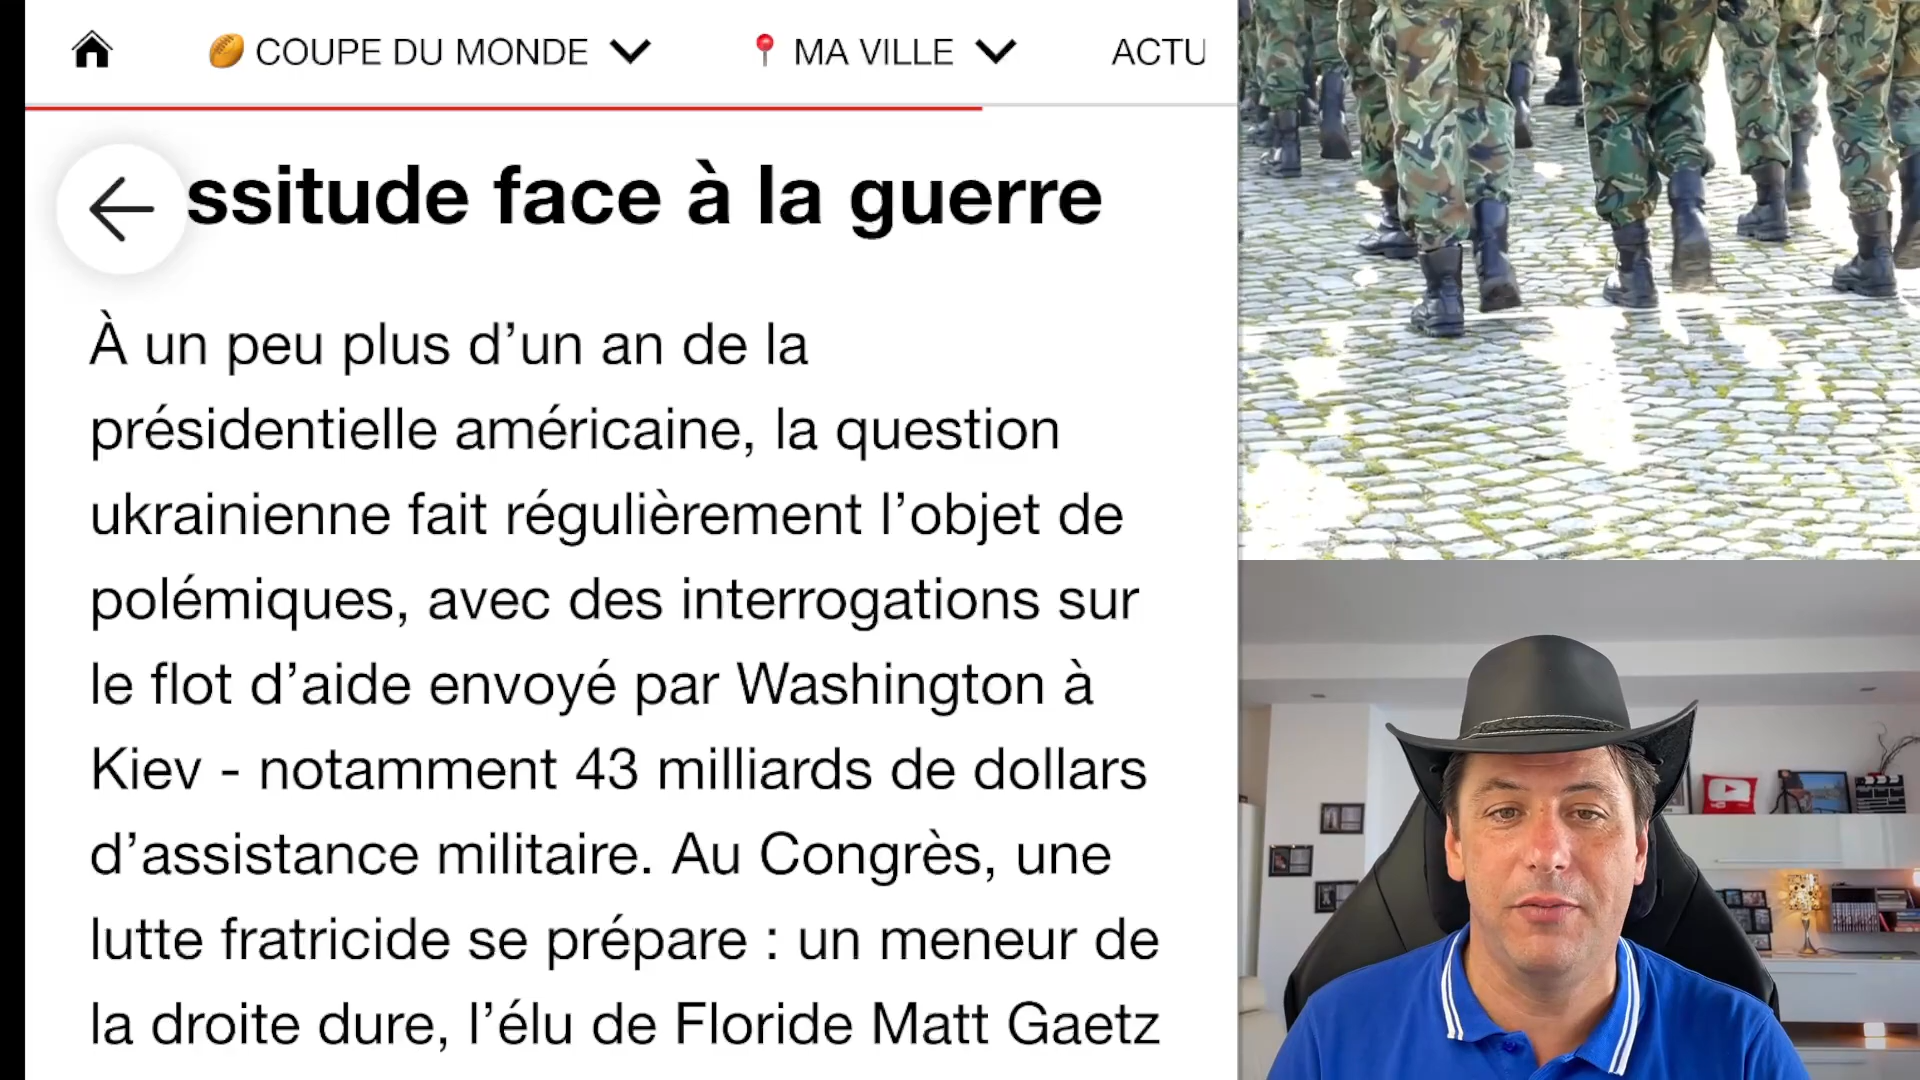 COUPE DU MONDE MA VILLE ACTU
ssitude face à la guerre
À un peu plus d’un an de la
présidentielle américaine, la question
ukrainienne fait régulièrement l’objet de
polémiques, avec des interrogations sur
le flot d’aide envoyé par Washington à
Kiev - notamment 43 milliards de dollars
d’assistance militaire. Au Congrès, une
lutte fratricide se prépare : un meneur de
la droite dure, l’élu de Floride Matt Gaetz